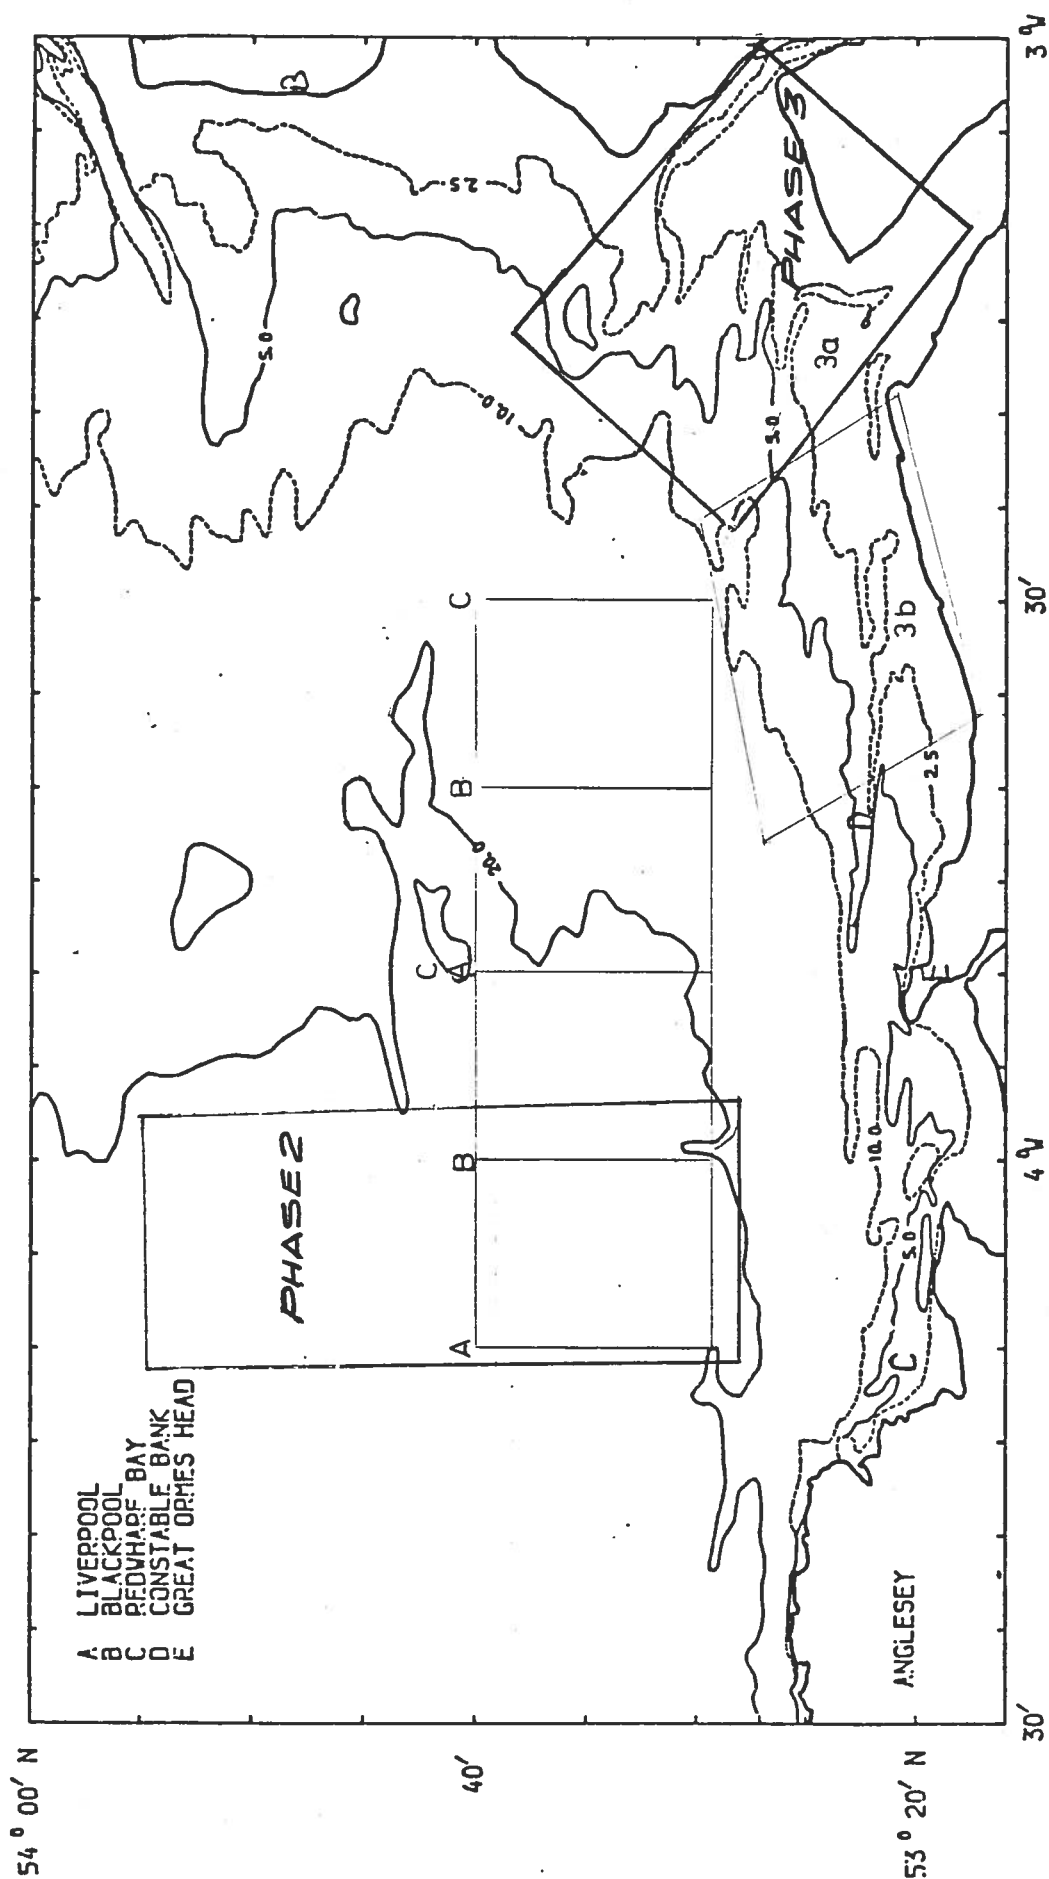 A LIVERPOOL
B BLACKPOOL
C REDWHARF BAY
D CONSTABLE BANK
E GREAT ORMES HEAD
54° 00' N
40'
53° 20' N
30'
4°W
30'
3°W
ANGLESEY
PHASE 2
PHASE 3
3a
3b
A
B
A
B
C
C
B
C
D
E
20.0
10.0
5.0
2.5
5.0
2.5
10.0
5.0